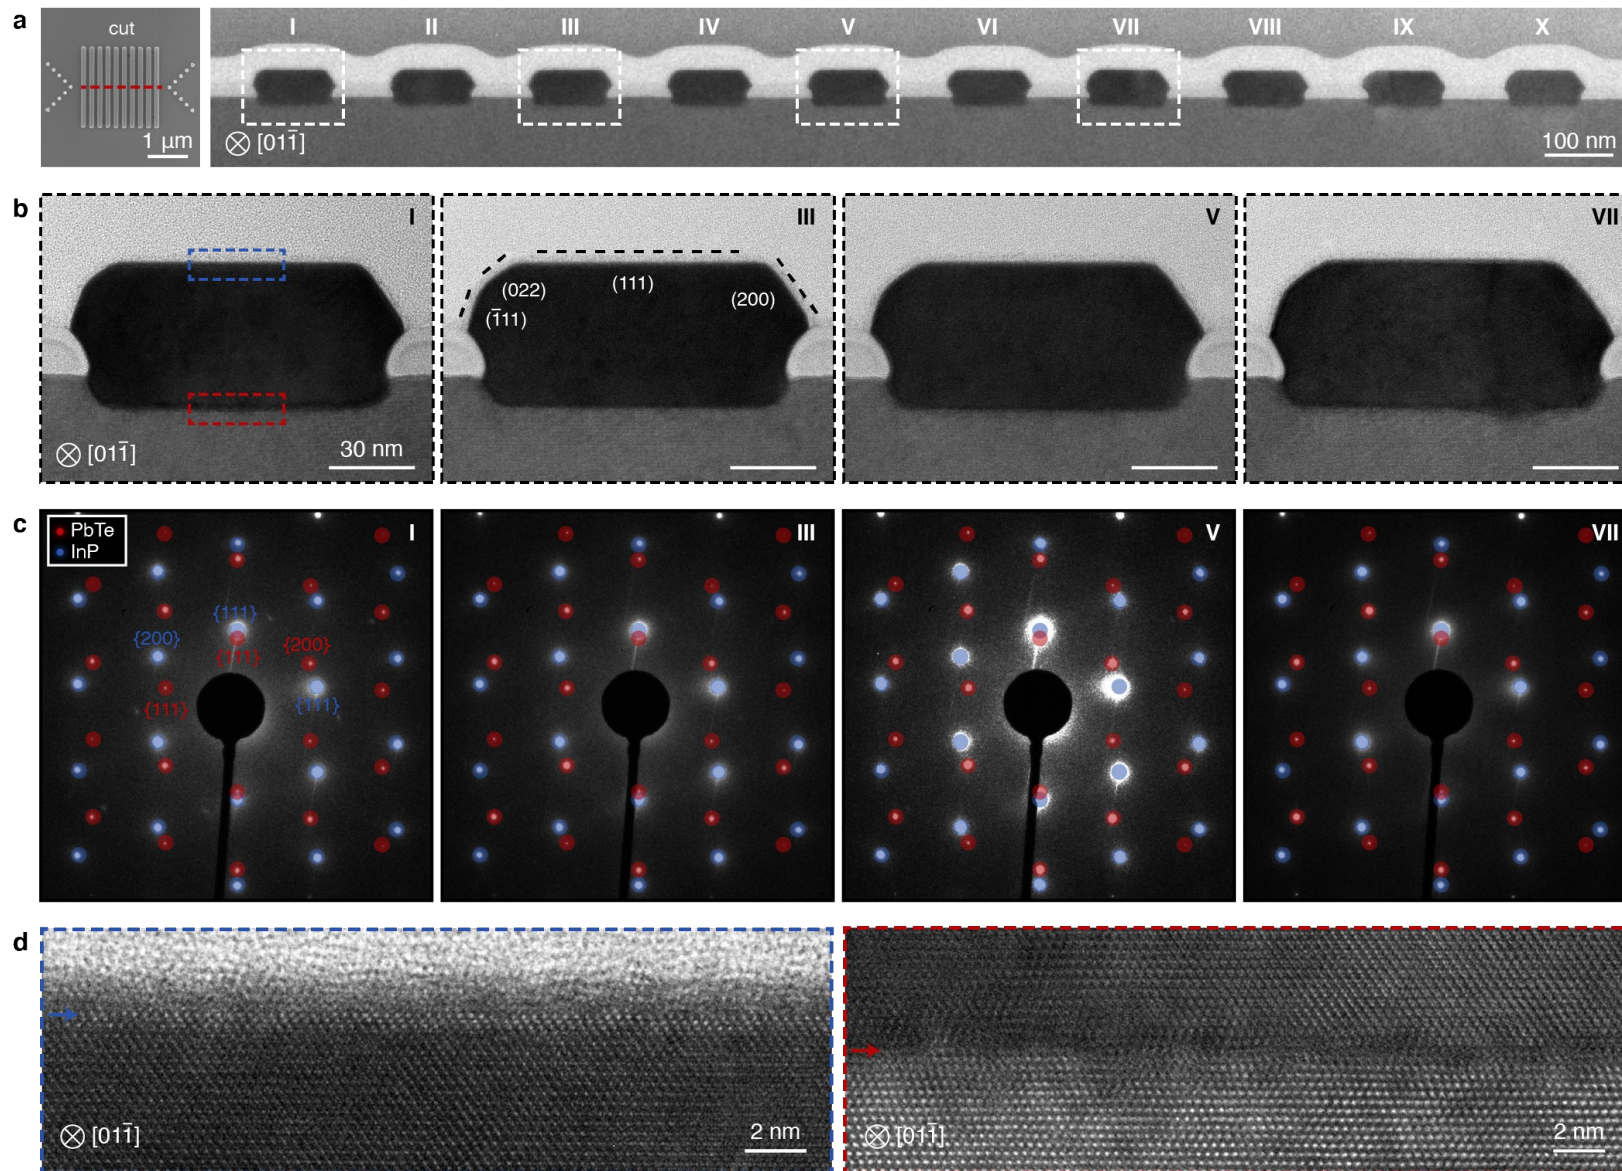 a
cut
1 μm
I II III IV V VI VII VIII IX X
[011̄]
100 nm
b
I
[011̄]
30 nm
III
(1̄11)
(022)
(111)
(200)
V
VII
c
PbTe
InP
I
{111}
{200}
{111}
{200}
{111}
{111}
III
V
VII
d
[011̄]
2 nm
[011̄]
2 nm